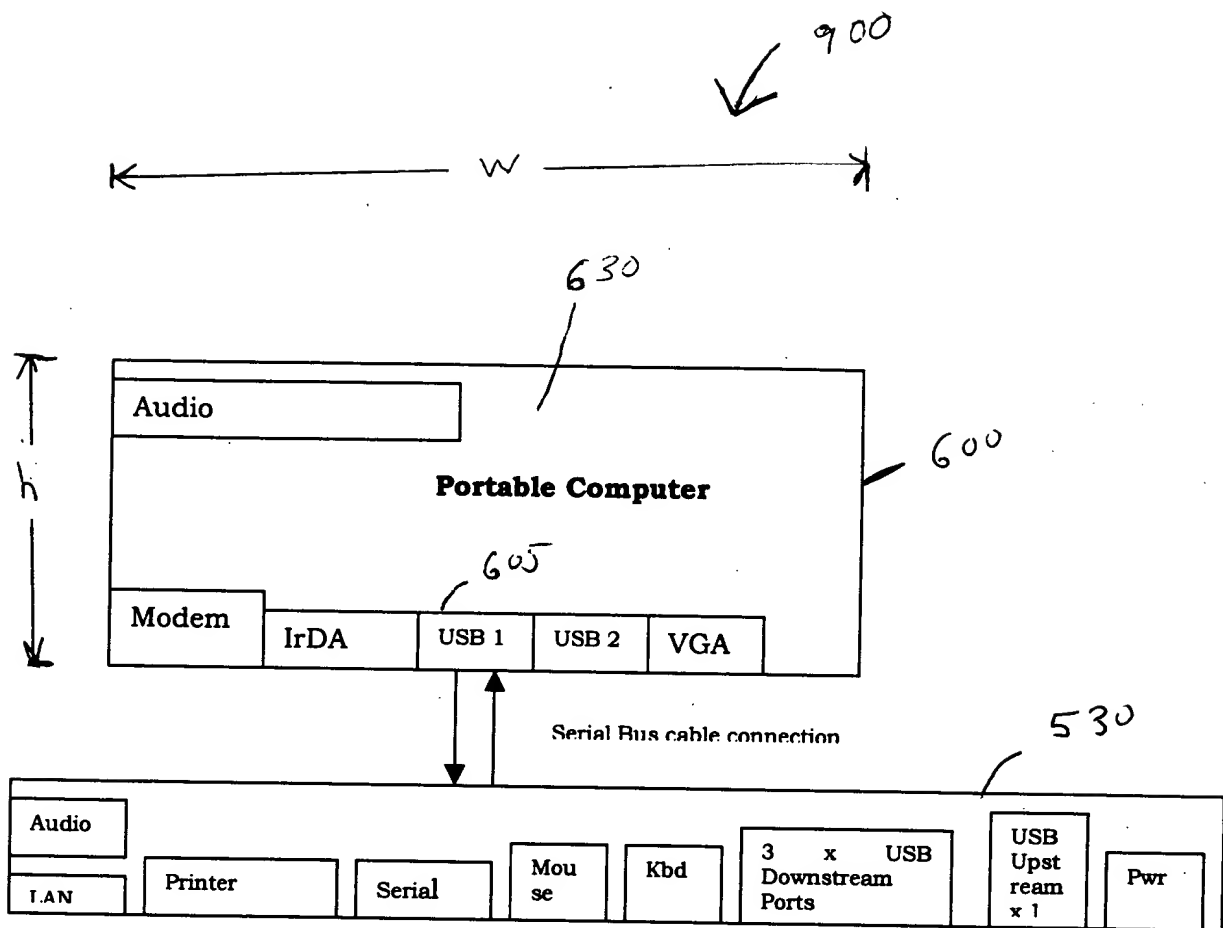 900
W
630
h
Audio
600
Portable Computer
605
Modem
IrDA
USB 1
USB 2
VGA
Serial Bus cable connection
530
Audio
LAN
Printer
Serial
Mou
se
Kbd
3 x USB
Downstream
Ports
USB
Upst
ream
x 1
Pwr